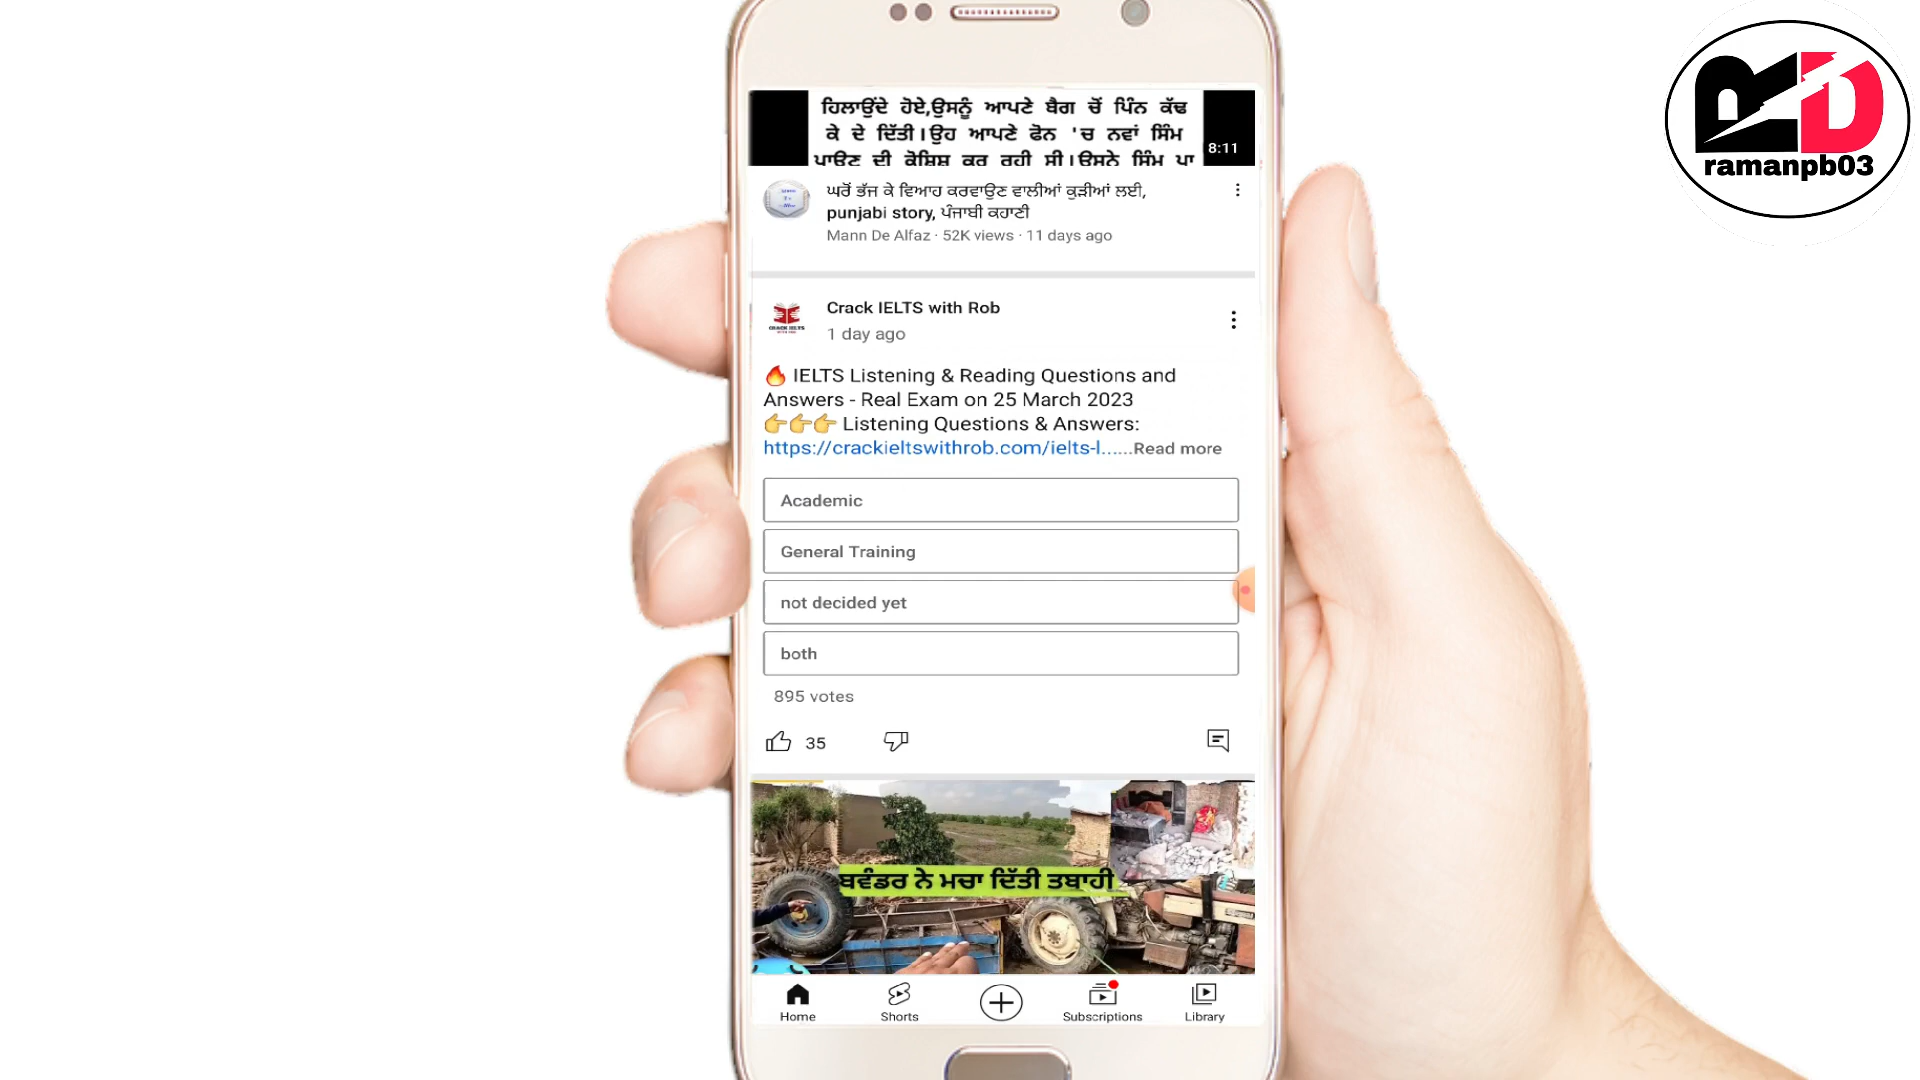 ਹਿਲਾਉਂਦੇ ਹੋਏ,ਉਸਨੂੰ ਆਪਣੇ ਬੈਗ ਚੋਂ ਪਿੰਨ ਕੱਢ
ਕੇ ਦੇ ਦਿੱਤੀ।ਉਹ ਆਪਣੇ ਫੋਨ 'ਚ ਨਵਾਂ ਸਿੰਮ
ਪਾਉਣ ਦੀ ਕੋਸ਼ਿਸ਼ ਕਰ ਰਹੀ ਸੀ।ਉਸਨੇ ਸਿੰਮ ਪਾ
8:11
ਘਰੋਂ ਭੱਜ ਕੇ ਵਿਆਹ ਕਰਵਾਉਣ ਵਾਲੀਆਂ ਕੁੜੀਆਂ ਲਈ,
punjabi story, ਪੰਜਾਬੀ ਕਹਾਣੀ
Mann De Alfaz · 52K views · 11 days ago
RD
ramanpb03
CRACK IELTS
Crack IELTS with Rob
1 day ago
🔥 IELTS Listening & Reading Questions and
Answers - Real Exam on 25 March 2023
👉👉👉 Listening Questions & Answers:
https://crackieltswithrob.com/ielts-l......Read more
Academic
General Training
not decided yet
both
895 votes
35
ਬਵੰਡਰ ਨੇ ਮਚਾ ਦਿੱਤੀ ਤਬਾਹੀ
Home
Shorts
Subscriptions
Library